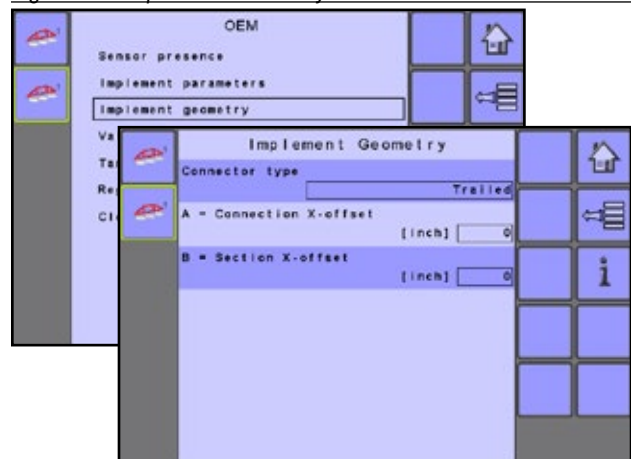 OEM
Sensor presence
Implement parameters
Implement geometry
Implement Geometry
Connector type
Trailed
A - Connection X-offset
[inch] 0
B - Section X-offset
[inch] 0
i